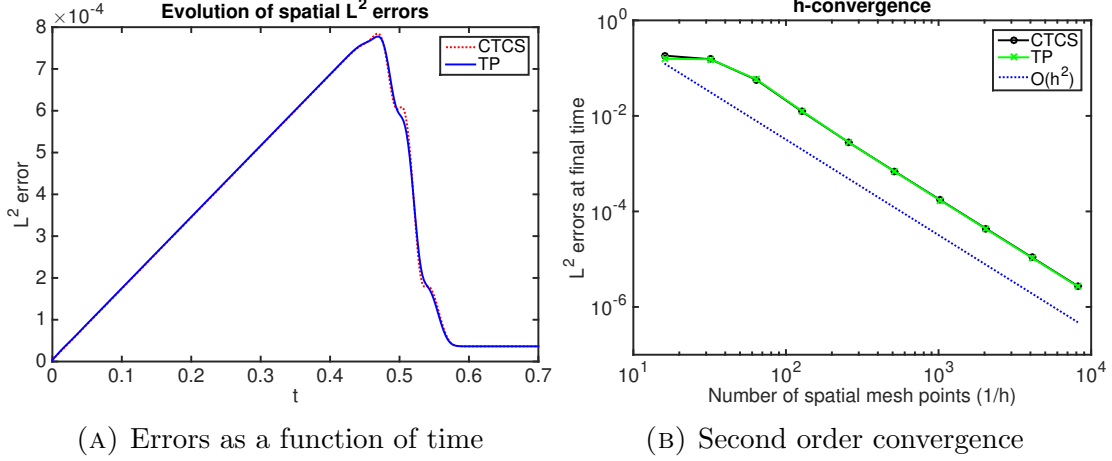 Evolution of spatial L² errors
×10⁻⁴
8
7
6
5
4
3
2
1
0
L² error
CTCS
TP
0 0.1 0.2 0.3 0.4 0.5 0.6 0.7
t
(A) Errors as a function of time
h-convergence
10⁰
10⁻²
10⁻⁴
10⁻⁶
L² errors at final time
CTCS
TP
O(h²)
10¹ 10² 10³ 10⁴
Number of spatial mesh points (1/h)
(B) Second order convergence